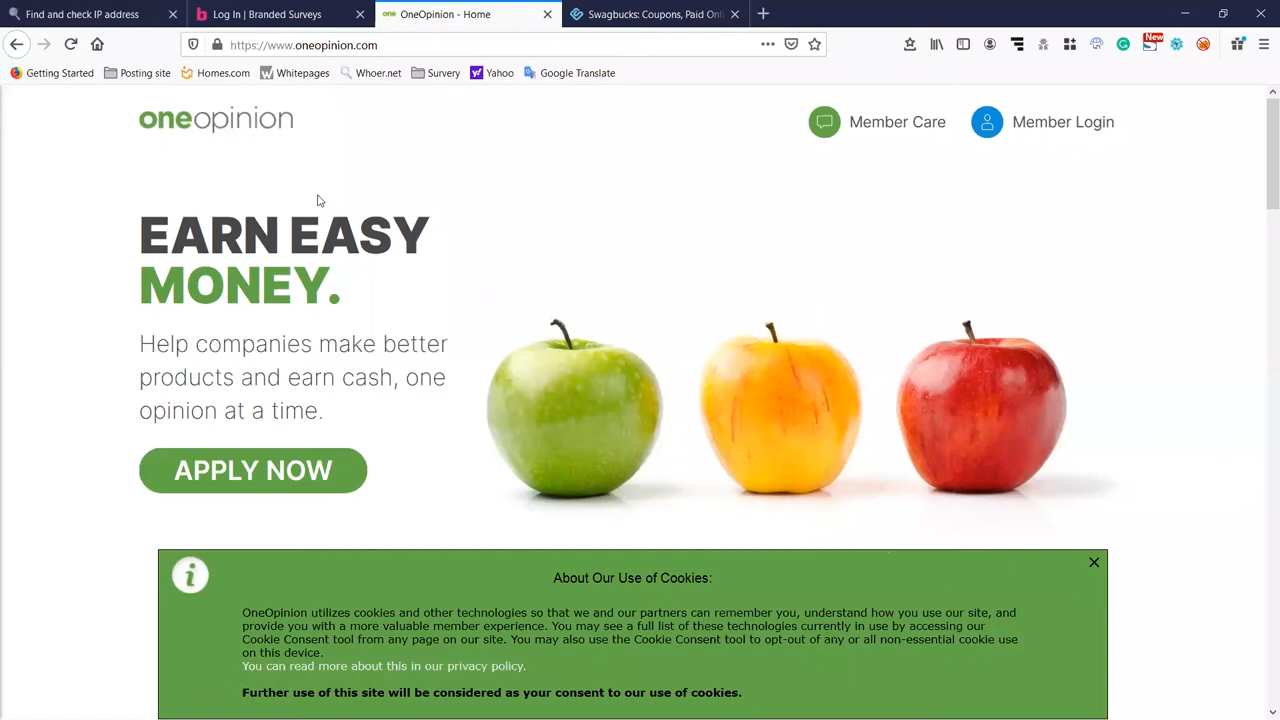 Find and check IP address
Log In | Branded Surveys
OneOpinion - Home
Swagbucks: Coupons, Paid Onl
https://www.oneopinion.com
New
Getting Started
Posting site
Homes.com
Whitepages
Whoer.net
Survery
Yahoo
Google Translate
oneopinion
Member Care
Member Login
EARN EASY
MONEY.
Help companies make better
products and earn cash, one
opinion at a time.
APPLY NOW
About Our Use of Cookies:
OneOpinion utilizes cookies and other technologies so that we and our partners can remember you, understand how you use our site, and
provide you with a more valuable member experience. You may see a full list of these technologies currently in use by accessing our
Cookie Consent tool from any page on our site. You may also use the Cookie Consent tool to opt-out of any or all non-essential cookie use
on this device.
You can read more about this in our privacy policy.
Further use of this site will be considered as your consent to our use of cookies.